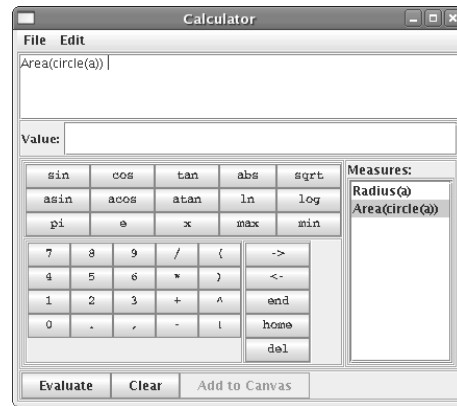 Calculator
File Edit
Area(circle(a))
Value:
sin cos tan abs sqrt
asin acos atan ln log
pi e x max min
7 8 9 / (
4 5 6 * )
1 2 3 + ^
0 . , - !
->
<-
end
home
del
Measures:
Radius(a)
Area(circle(a))
Evaluate Clear Add to Canvas